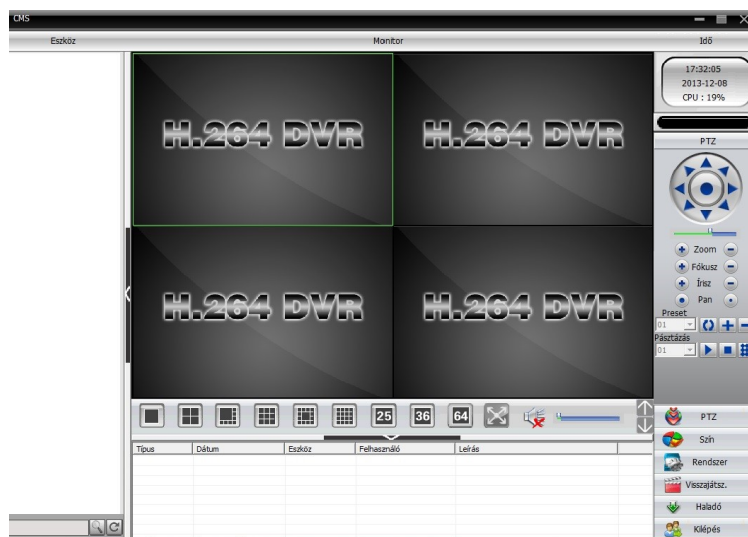 CMS
Eszköz
Monitor
Idő
17:32:05
2013-12-08
CPU : 19%
PTZ
H.264 DVR
H.264 DVR
H.264 DVR
H.264 DVR
Zoom
Fókusz
Írisz
Pan
Preset
01
Pásztázás
01
25 36 64
PTZ
Szín
Rendszer
Visszajátsz.
Haladó
Kilépés
Típus Dátum Eszköz Felhasználó Leírás